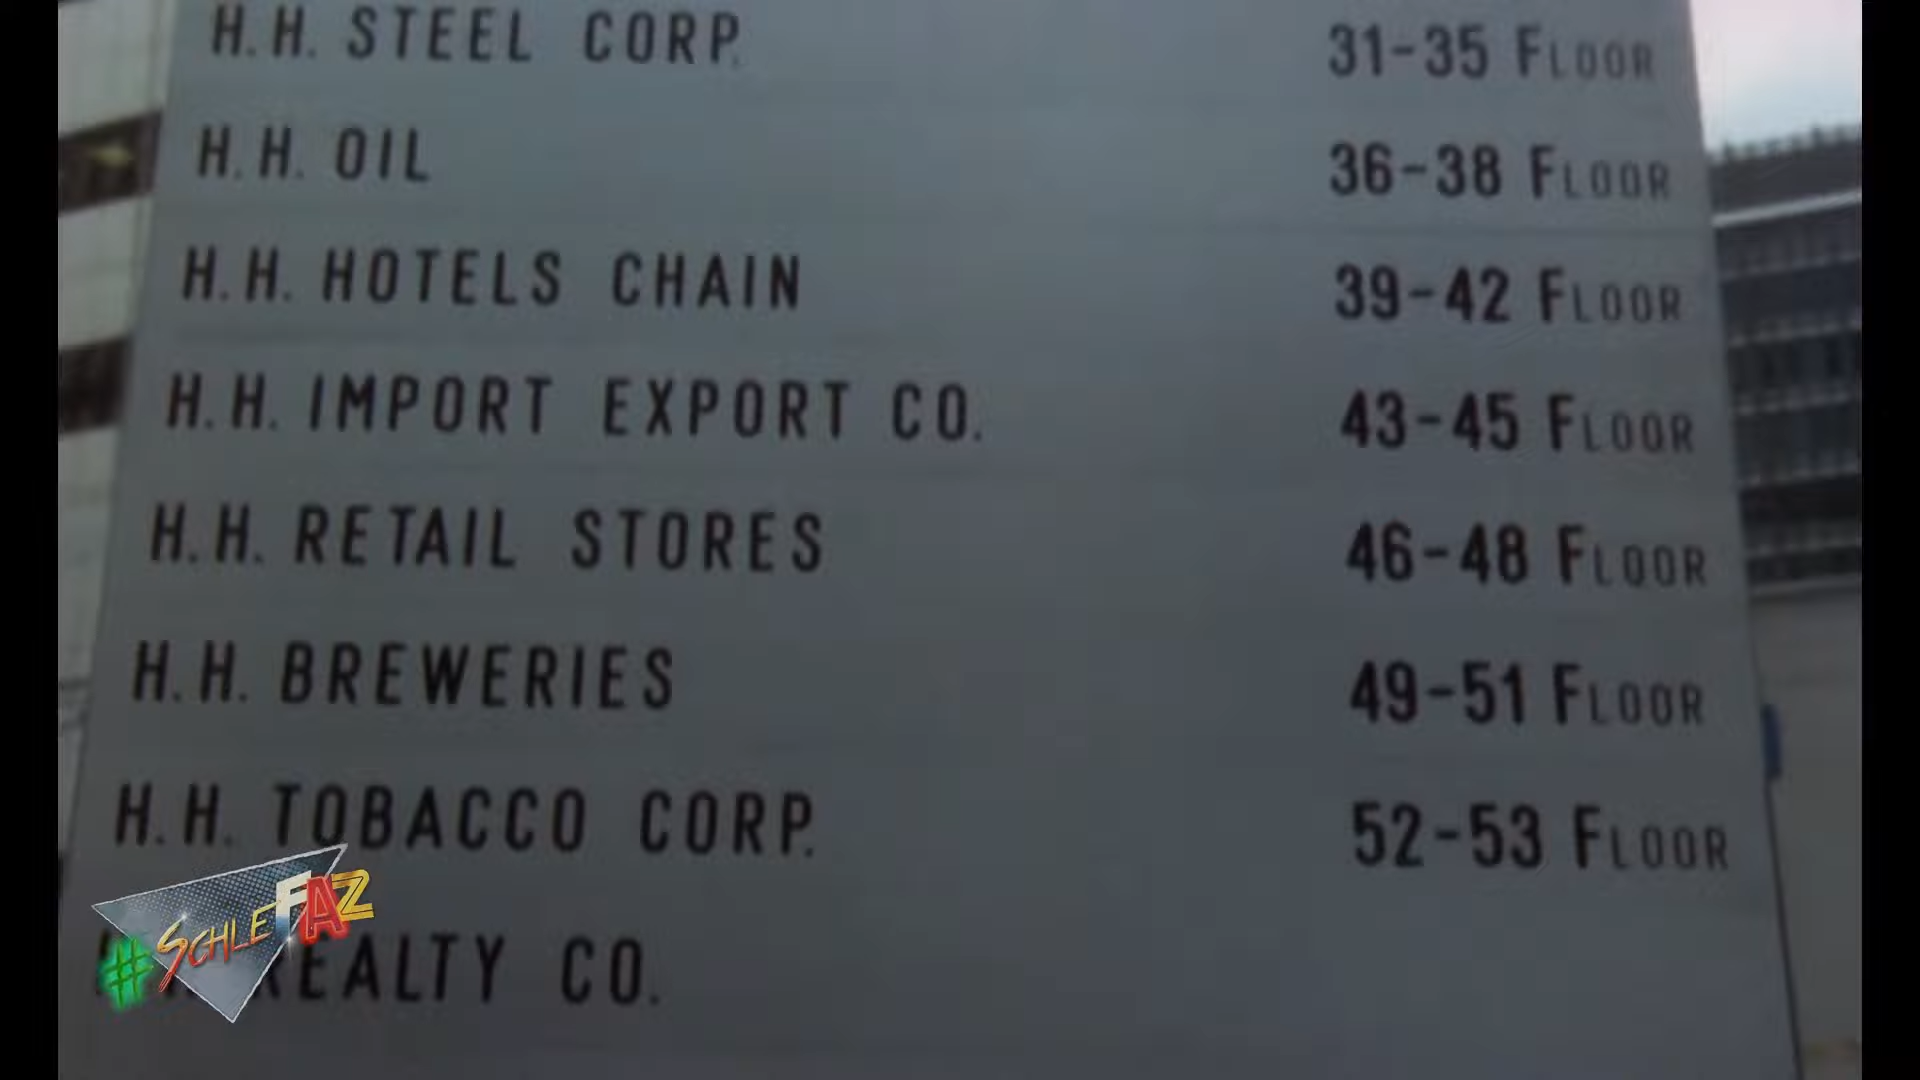 H.H. STEEL CORP. 31-35 FLOOR
H.H. OIL 36-38 FLOOR
H.H. HOTELS CHAIN 39-42 FLOOR
H.H. IMPORT EXPORT CO. 43-45 FLOOR
H.H. RETAIL STORES 46-48 FLOOR
H.H. BREWERIES 49-51 FLOOR
H.H. TOBACCO CORP. 52-53 FLOOR
REALTY CO.
#SCHLEFAZ